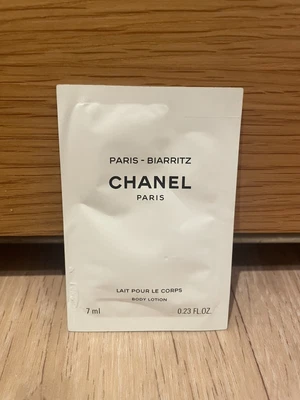 PARIS – BIARRITZ
CHANEL
PARIS
LAIT POUR LE CORPS
BODY LOTION
7 ml 0.23 FL.OZ.